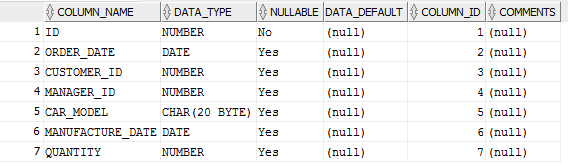 COLUMN_NAME DATA_TYPE NULLABLE DATA_DEFAULT COLUMN_ID COMMENTS
1 ID NUMBER No (null) 1 (null)
2 ORDER_DATE DATE Yes (null) 2 (null)
3 CUSTOMER_ID NUMBER Yes (null) 3 (null)
4 MANAGER_ID NUMBER Yes (null) 4 (null)
5 CAR_MODEL CHAR(20 BYTE) Yes (null) 5 (null)
6 MANUFACTURE_DATE DATE Yes (null) 6 (null)
7 QUANTITY NUMBER Yes (null) 7 (null)